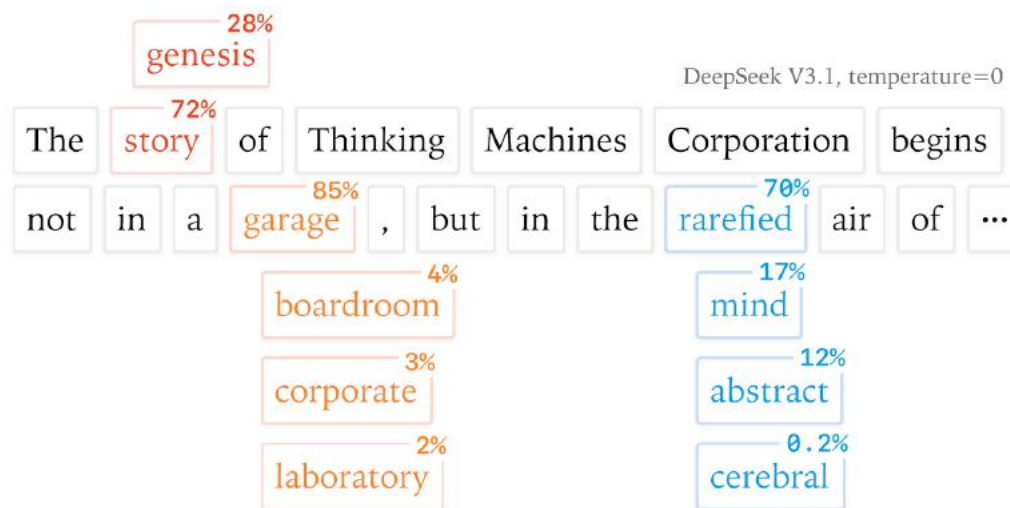 28%
genesis
DeepSeek V3.1, temperature=0
72%
The story of Thinking Machines Corporation begins
85% 70%
not in a garage , but in the rarefied air of ...
4% 17%
boardroom mind
3% 12%
corporate abstract
2% 0.2%
laboratory cerebral